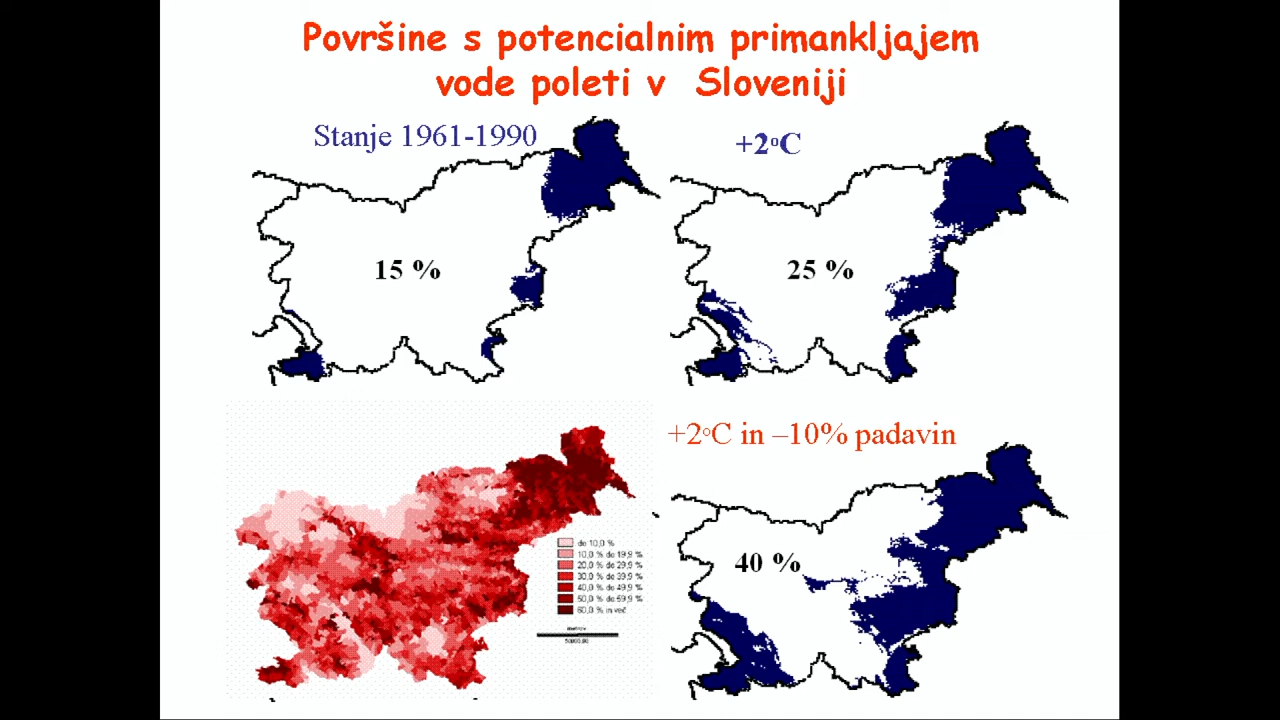 Površine s potencialnim primankljajem
vode poleti v Sloveniji
Stanje 1961-1990
+2°C
15 %
25 %
+2°C in –10% padavin
40 %
do 10,0 %
10,0 % do 19,9 %
20,0 % do 29,9 %
30,0 % do 39,9 %
40,0 % do 49,9 %
50,0 % do 59,9 %
60,0 % in več